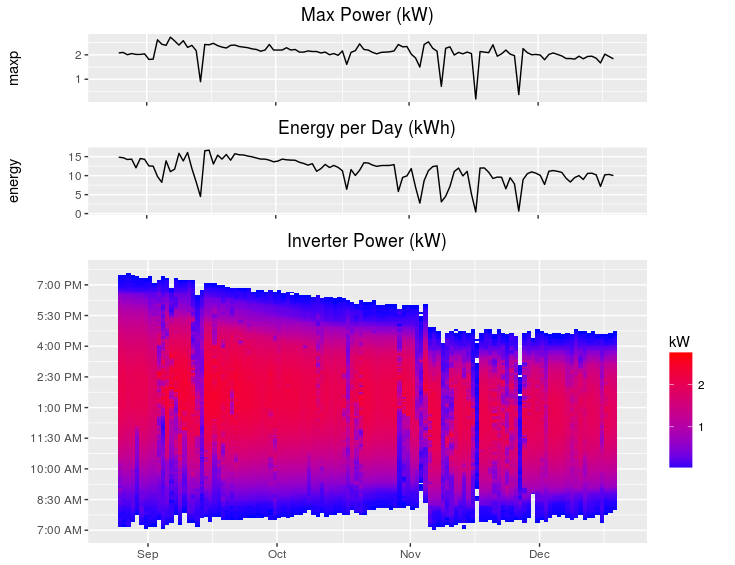 Max Power (kW)
maxp
2
1
Energy per Day (kWh)
energy
15
10
5
0
Inverter Power (kW)
7:00 PM
5:30 PM
4:00 PM
2:30 PM
1:00 PM
11:30 AM
10:00 AM
8:30 AM
7:00 AM
Sep Oct Nov Dec
kW
2
1